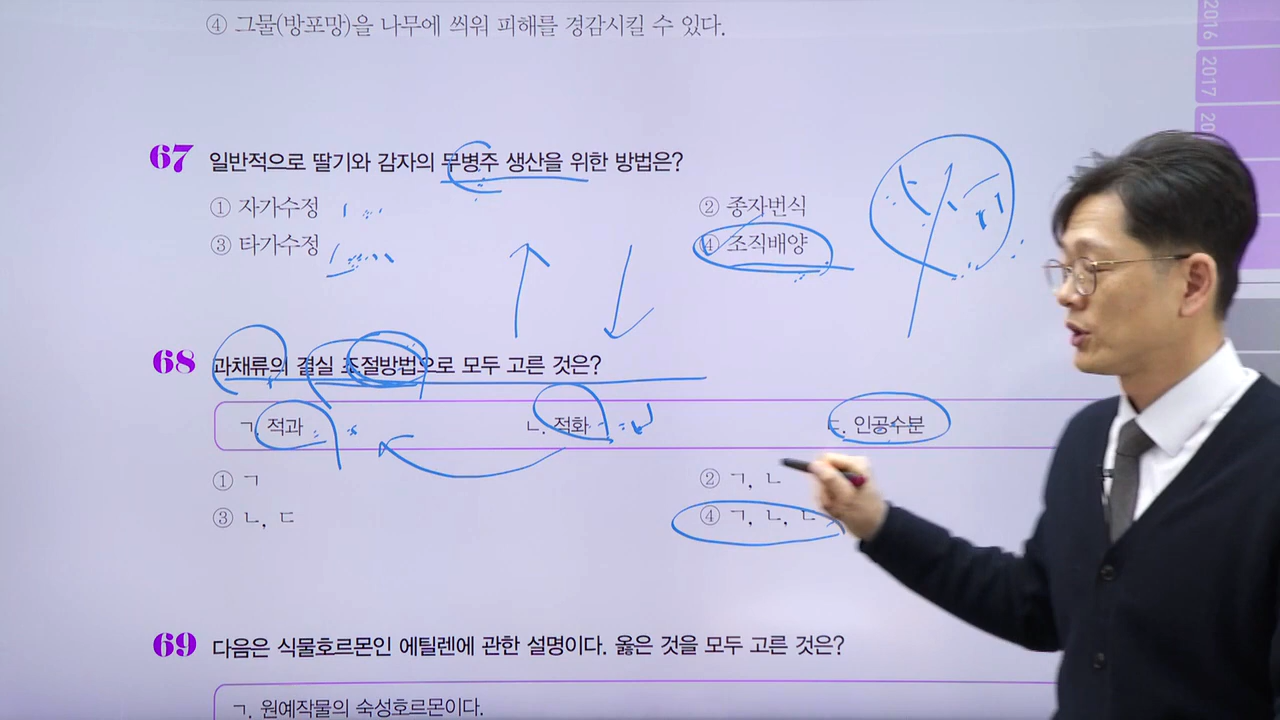 ④ 그물(방포망)을 나무에 씌워 피해를 경감시킬 수 있다.
2016
2017
20
67 일반적으로 딸기와 감자의 무병주 생산을 위한 방법은?
① 자가수정 ② 종자번식
③ 타가수정 ④ 조직배양
68 과채류의 결실 조절방법으로 모두 고른 것은?
ㄱ. 적과 ㄴ. 적화 ㄷ. 인공수분
① ㄱ ② ㄱ, ㄴ
③ ㄴ, ㄷ ④ ㄱ, ㄴ, ㄷ
69 다음은 식물호르몬인 에틸렌에 관한 설명이다. 옳은 것을 모두 고른 것은?
ㄱ. 원예작물의 숙성호르몬이다.